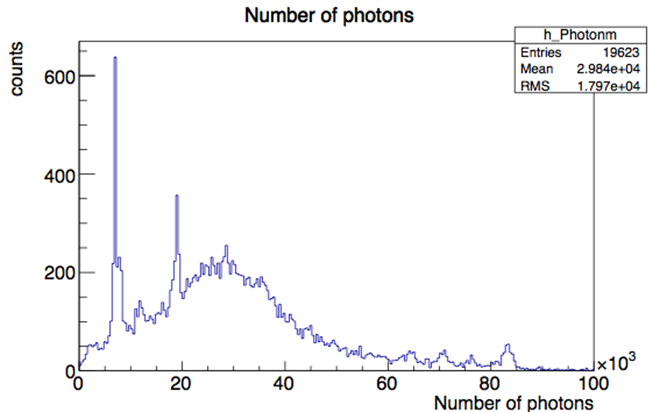 Number of photons
h_Photonm
Entries 19623
Mean 2.984e+04
RMS 1.797e+04
counts
600
400
200
0
0 20 40 60 80 100
×10³
Number of photons